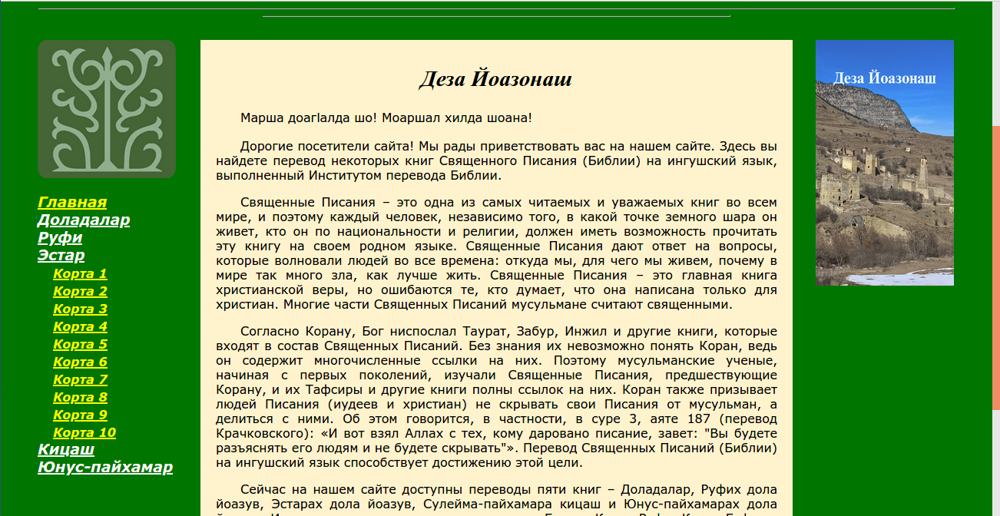 Деза Йоазонаш
Марша доагӏалда шо! Моаршал хилда шоана!
Дорогие посетители сайта! Мы рады приветствовать вас на нашем сайте. Здесь вы
найдете перевод некоторых книг Священного Писания (Библии) на ингушский язык,
выполненный Институтом перевода Библии.
Священные Писания – это одна из самых читаемых и уважаемых книг во всем
мире, и поэтому каждый человек, независимо того, в какой точке земного шара он
живет, кто он по национальности и религии, должен иметь возможность прочитать
эту книгу на своем родном языке. Священные Писания дают ответ на вопросы,
которые волновали людей во все времена: откуда мы, для чего мы живем, почему в
мире так много зла, как лучше жить. Священные Писания – это главная книга
христианской веры, но ошибаются те, кто думает, что она написана только для
христиан. Многие части Священных Писаний мусульмане считают священными.
Согласно Корану, Бог ниспослал Таурат, Забур, Инжил и другие книги, которые
входят в состав Священных Писаний. Без знания их невозможно понять Коран, ведь
он содержит многочисленные ссылки на них. Поэтому мусульманские ученые,
начиная с первых поколений, изучали Священные Писания, предшествующие
Корану, и их Тафсиры и другие книги полны ссылок на них. Коран также призывает
людей Писания (иудеев и христиан) не скрывать свои Писания от мусульман, а
делиться с ними. Об этом говорится, в частности, в суре 3, аяте 187 (перевод
Крачковского): «И вот взял Аллах с тех, кому даровано писание, завет: "Вы будете
разъяснять его людям и не будете скрывать"». Перевод Священных Писаний (Библии)
на ингушский язык способствует достижению этой цели.
Сейчас на нашем сайте доступны переводы пяти книг – Доладалар, Руфих дола
йоазув, Эстарах дола йоазув, Сулейма-пайхамара кицаш и Юнус-пайхамарах дола
Главная
Доладалар
Руфи
Эстар
Корта 1
Корта 2
Корта 3
Корта 4
Корта 5
Корта 6
Корта 7
Корта 8
Корта 9
Корта 10
Кицаш
Юнус-пайхамар
Деза Йоазонаш